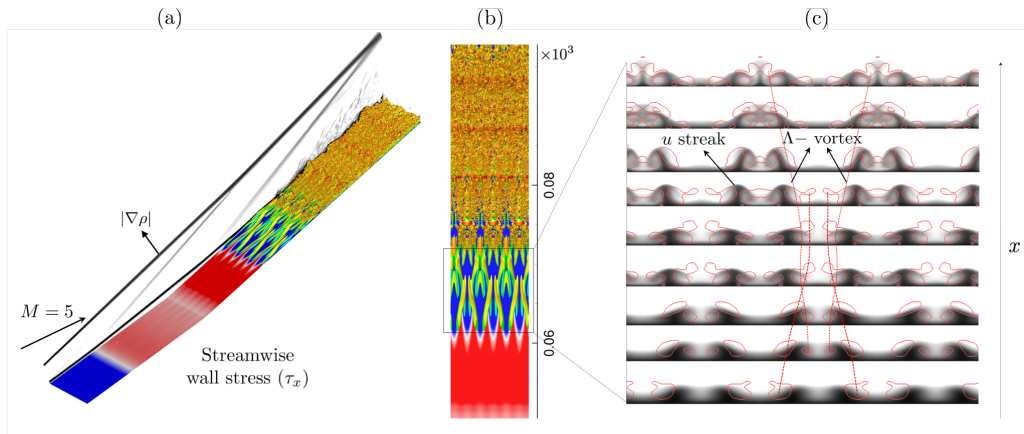 (a)
(b)
(c)
×10³
|∇ρ|
M = 5
Streamwise
wall stress (τₓ)
0.08
0.06
u streak
Λ− vortex
x